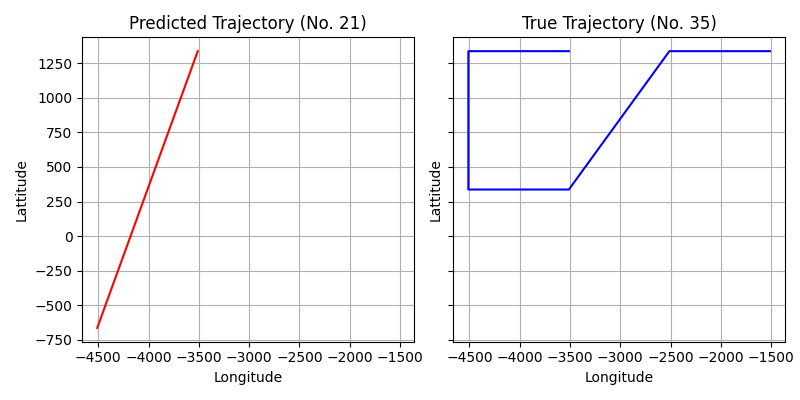 Predicted Trajectory (No. 21)
True Trajectory (No. 35)
1250
1000
750
500
250
0
−250
−500
−750
Lattitude
Lattitude
−4500 −4000 −3500 −3000 −2500 −2000 −1500
−4500 −4000 −3500 −3000 −2500 −2000 −1500
Longitude
Longitude